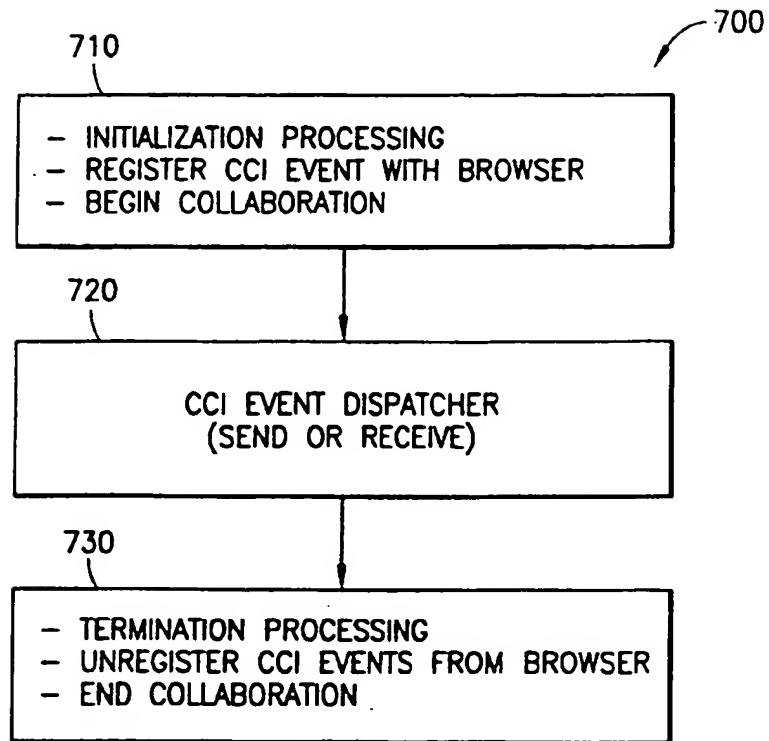 700
710
- INITIALIZATION PROCESSING
- REGISTER CCI EVENT WITH BROWSER
- BEGIN COLLABORATION
720
CCI EVENT DISPATCHER
(SEND OR RECEIVE)
730
- TERMINATION PROCESSING
- UNREGISTER CCI EVENTS FROM BROWSER
- END COLLABORATION